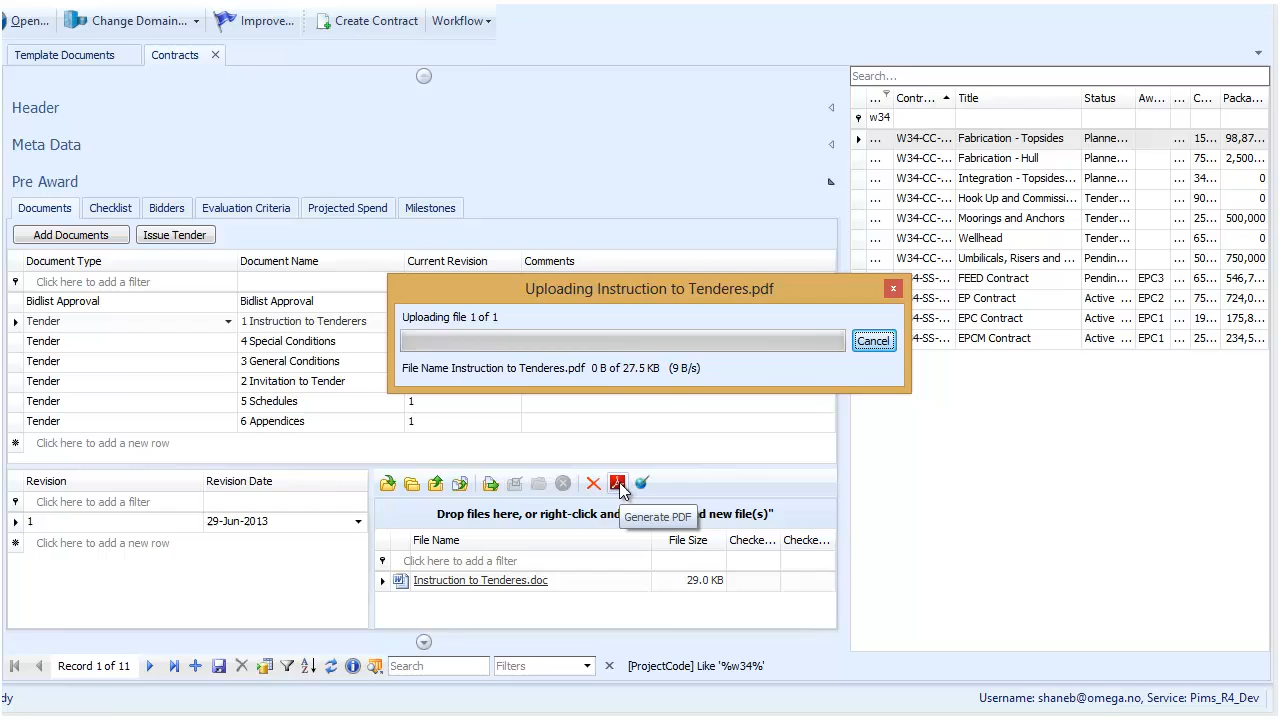 Open... Change Domain... Improve... Create Contract Workflow
Template Documents Contracts
Search...
... Contr... Title Status Aw... ... C... Packa...
w34
Header
Meta Data
Pre Award
Documents Checklist Bidders Evaluation Criteria Projected Spend Milestones
Add Documents Issue Tender
Document Type Document Name Current Revision Comments
Click here to add a filter
Bidlist Approval Bidlist Approval
Tender 1 Instruction to Tenderers
Tender 4 Special Conditions
Tender 3 General Conditions
Tender 2 Invitation to Tender
Tender 5 Schedules 1
Tender 6 Appendices 1
Click here to add a new row
... W34-CC-... Fabrication - Topsides Planne... 15... 98,87...
... W34-CC-... Fabrication - Hull Planne... 75... 2,500...
... W34-CC-... Integration - Topsides... Planne... 34... 0
... W34-CC-... Hook Up and Commissi... Tender... 90... 0
... W34-CC-... Moorings and Anchors Tender... 25... 500,000
... W34-CC-... Wellhead Tender... 65... 0
... W34-CC-... Umbilicals, Risers and ... Pendin... 50... 750,000
4-SS-... FEED Contract Pendin... EPC3 65... 546,7...
4-SS-... EP Contract Active ... EPC2 75... 724,0...
4-SS-... EPC Contract Active ... EPC1 19... 175,8...
4-SS-... EPCM Contract Active ... EPC1 25... 234,5...
Uploading Instruction to Tenderes.pdf
x
Uploading file 1 of 1
Cancel
File Name Instruction to Tenderes.pdf 0 B of 27.5 KB (9 B/s)
Revision Revision Date
Click here to add a filter
1 29-Jun-2013
Click here to add a new row
Drop files here, or right-click and d new file(s)"
Generate PDF
File Name File Size Checke... Checke...
Click here to add a filter
Instruction to Tenderes.doc 29.0 KB
Record 1 of 11 Search Filters [ProjectCode] Like '%w34%'
dy Username: shaneb@omega.no, Service: Pims_R4_Dev